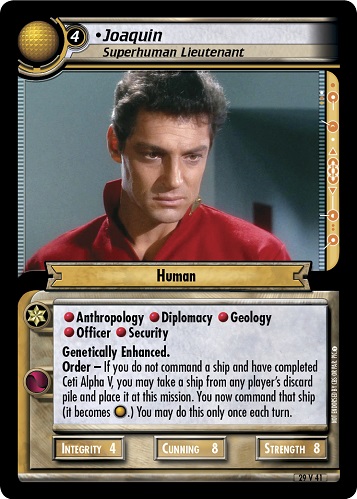 4 •Joaquin
Superhuman Lieutenant
Human
Anthropology Diplomacy Geology
Officer Security
Genetically Enhanced.
Order – If you do not command a ship and have completed
Ceti Alpha V, you may take a ship from any player's discard
pile and place it at this mission. You now command that ship
(it becomes .) You may do this only once each turn.
INTEGRITY 4 CUNNING 8 STRENGTH 8
29 V 41